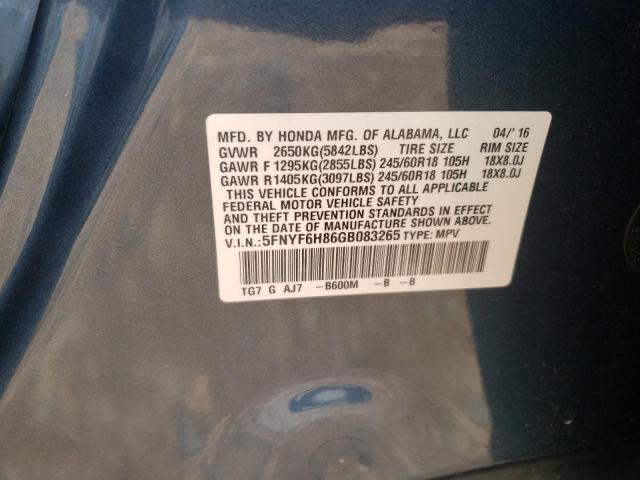 MFD. BY HONDA MFG. OF ALABAMA, LLC 04/'16
GVWR 2650KG(5842LBS) TIRE SIZE RIM SIZE
GAWR F 1295KG(2855LBS) 245/60R18 105H 18X8.0J
GAWR R 1405KG(3097LBS) 245/60R18 105H 18X8.0J
THIS VEHICLE CONFORMS TO ALL APPLICABLE
FEDERAL MOTOR VEHICLE SAFETY
AND THEFT PREVENTION STANDARDS IN EFFECT
ON THE DATE OF MANUFACTURE SHOWN ABOVE.
V.I.N.: 5FNYF6H86GB083265 TYPE: MPV
TG7 G AJ7 -B600M -B -B